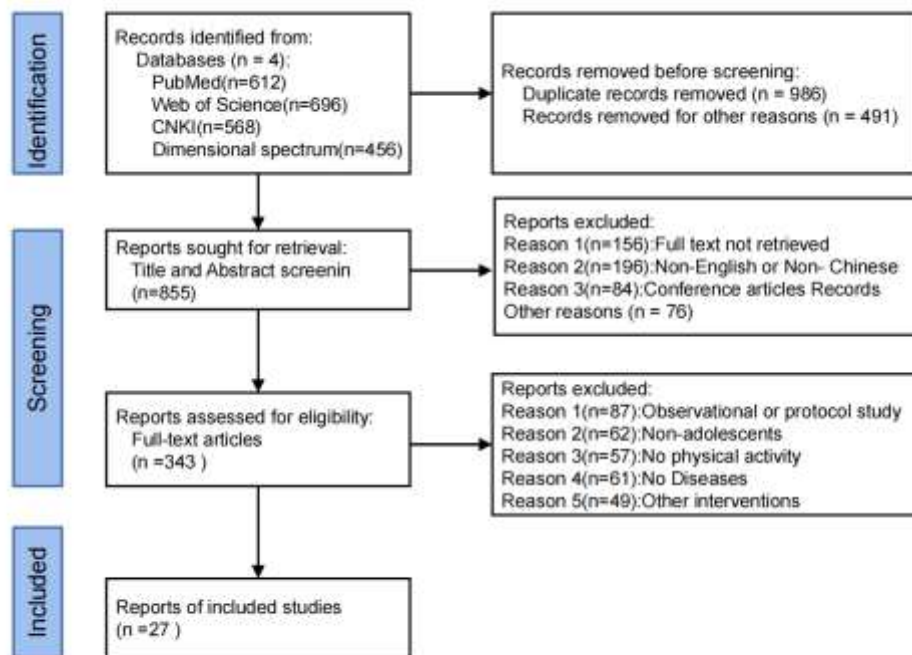 Identification
Records identified from:
Databases (n = 4):
PubMed(n=612)
Web of Science(n=696)
CNKI(n=568)
Dimensional spectrum(n=456)
Records removed before screening:
Duplicate records removed (n = 986)
Records removed for other reasons (n = 491)
Screening
Reports sought for retrieval:
Title and Abstract screenin
(n=855)
Reports excluded:
Reason 1(n=156):Full text not retrieved
Reason 2(n=196):Non-English or Non- Chinese
Reason 3(n=84):Conference articles Records
Other reasons (n = 76)
Reports assessed for eligibility:
Full-text articles
(n =343 )
Reports excluded:
Reason 1(n=87):Observational or protocol study
Reason 2(n=62):Non-adolescents
Reason 3(n=57):No physical activity
Reason 4(n=61):No Diseases
Reason 5(n=49):Other interventions
Included
Reports of included studies
(n =27 )